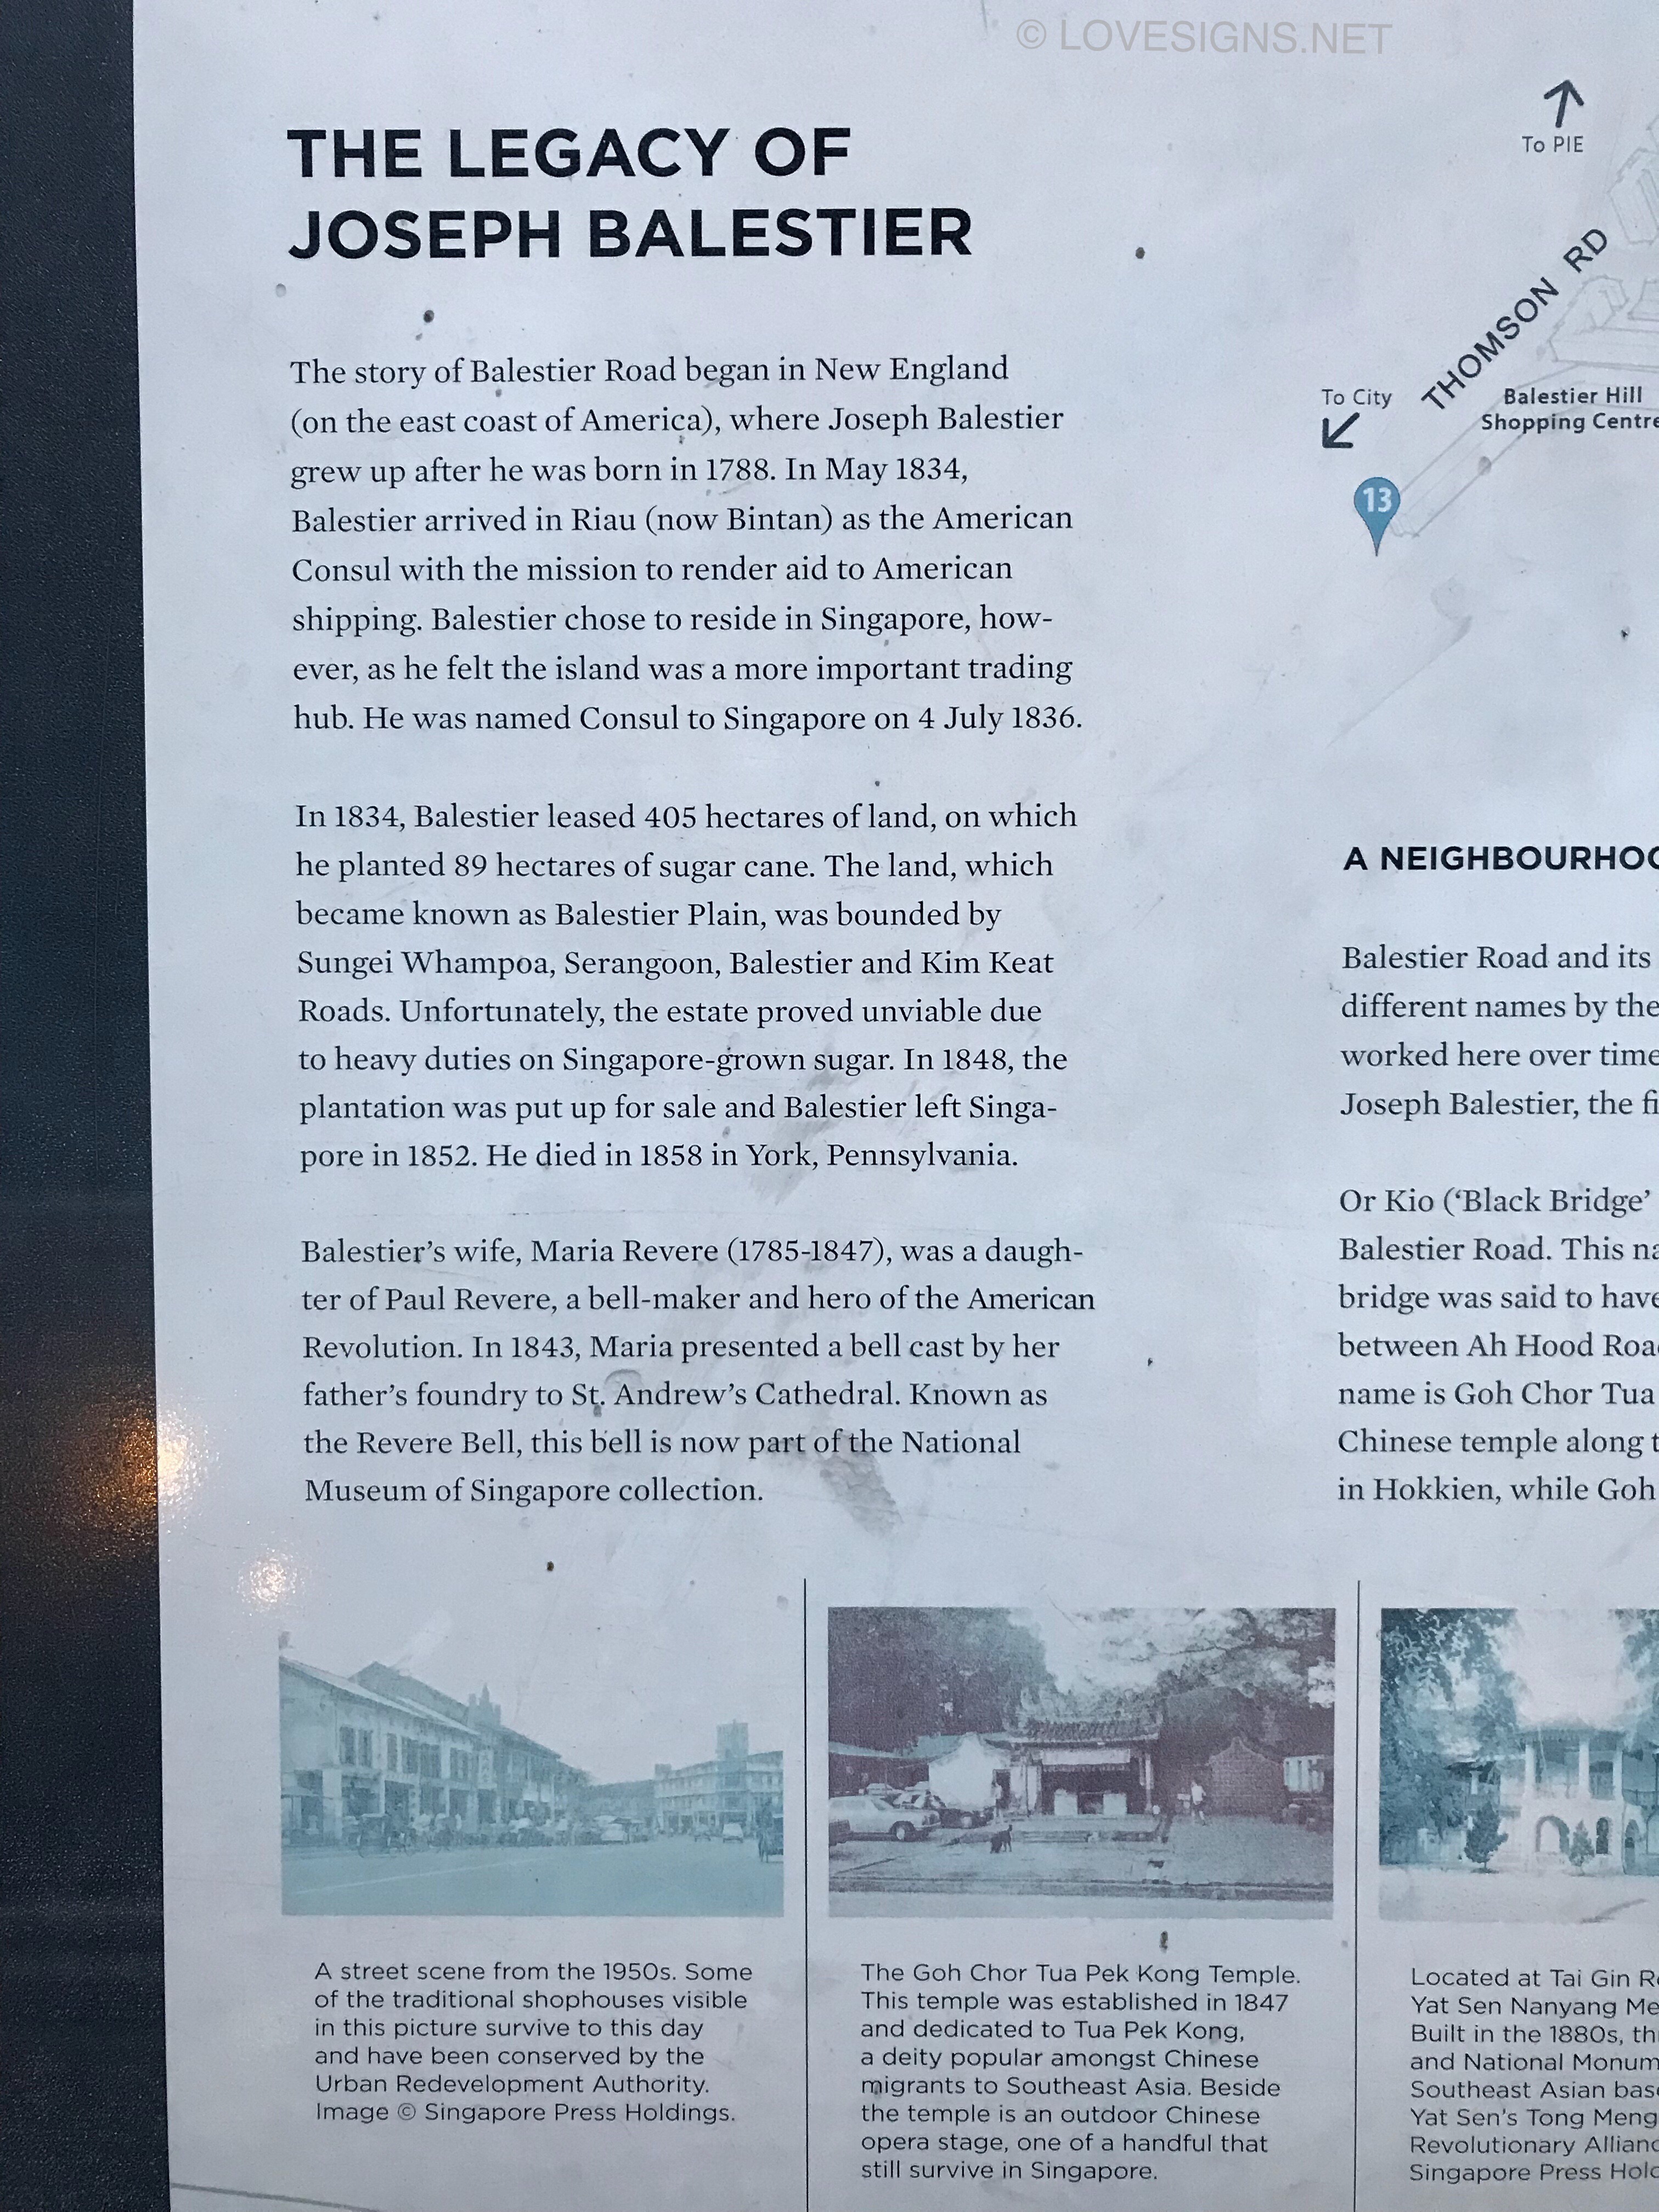 © LOVESIGNS.NET
THE LEGACY OF
JOSEPH BALESTIER
The story of Balestier Road began in New England
(on the east coast of America), where Joseph Balestier
grew up after he was born in 1788. In May 1834,
Balestier arrived in Riau (now Bintan) as the American
Consul with the mission to render aid to American
shipping. Balestier chose to reside in Singapore, how-
ever, as he felt the island was a more important trading
hub. He was named Consul to Singapore on 4 July 1836.
In 1834, Balestier leased 405 hectares of land, on which
he planted 89 hectares of sugar cane. The land, which
became known as Balestier Plain, was bounded by
Sungei Whampoa, Serangoon, Balestier and Kim Keat
Roads. Unfortunately, the estate proved unviable due
to heavy duties on Singapore-grown sugar. In 1848, the
plantation was put up for sale and Balestier left Singa-
pore in 1852. He died in 1858 in York, Pennsylvania.
Balestier's wife, Maria Revere (1785-1847), was a daugh-
ter of Paul Revere, a bell-maker and hero of the American
Revolution. In 1843, Maria presented a bell cast by her
father's foundry to St. Andrew's Cathedral. Known as
the Revere Bell, this bell is now part of the National
Museum of Singapore collection.
To PIE
THOMSON RD
To City
Balestier Hill
Shopping Centre
13
A NEIGHBOURHOO
Balestier Road and its
different names by the
worked here over time
Joseph Balestier, the fi
Or Kio ('Black Bridge'
Balestier Road. This na
bridge was said to have
between Ah Hood Roa
name is Goh Chor Tua
Chinese temple along t
in Hokkien, while Goh
A street scene from the 1950s. Some
of the traditional shophouses visible
in this picture survive to this day
and have been conserved by the
Urban Redevelopment Authority.
Image © Singapore Press Holdings.
The Goh Chor Tua Pek Kong Temple.
This temple was established in 1847
and dedicated to Tua Pek Kong,
a deity popular amongst Chinese
migrants to Southeast Asia. Beside
the temple is an outdoor Chinese
opera stage, one of a handful that
still survive in Singapore.
Located at Tai Gin Ro
Yat Sen Nanyang Me
Built in the 1880s, th
and National Monum
Southeast Asian bas
Yat Sen's Tong Meng
Revolutionary Allianc
Singapore Press Hold